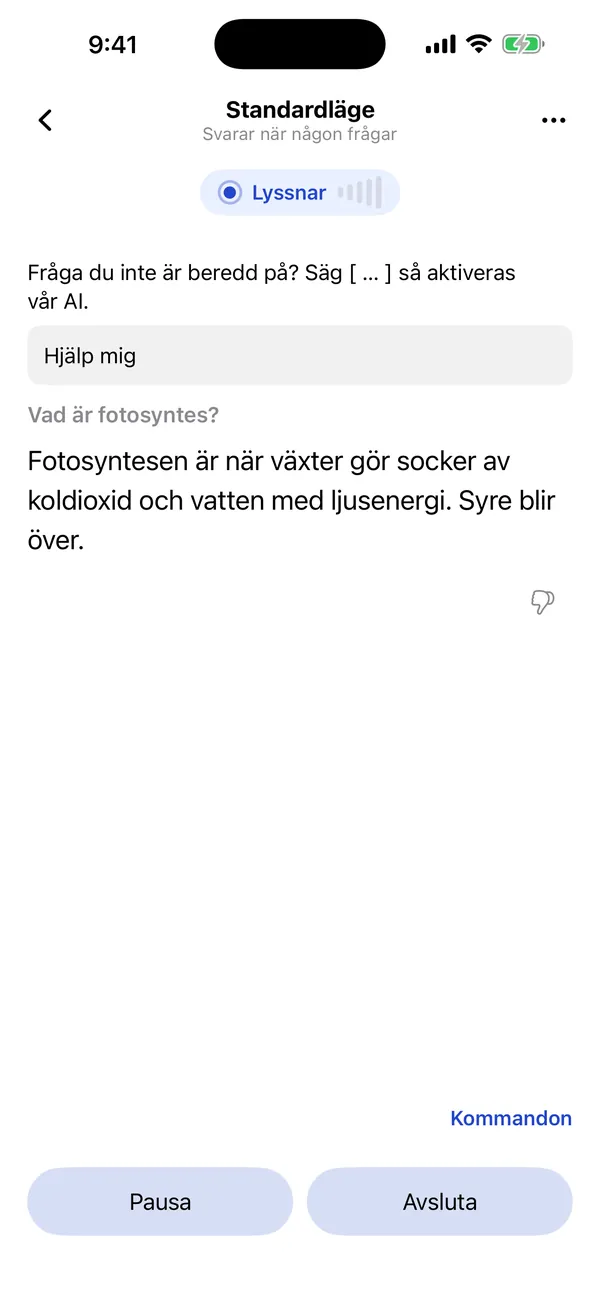 9:41
Standardläge
Svarar när någon frågar
Lyssnar
Fråga du inte är beredd på? Säg [ ... ] så aktiveras
vår AI.
Hjälp mig
Vad är fotosyntes?
Fotosyntesen är när växter gör socker av
koldioxid och vatten med ljusenergi. Syre blir
över.
Kommandon
Pausa
Avsluta